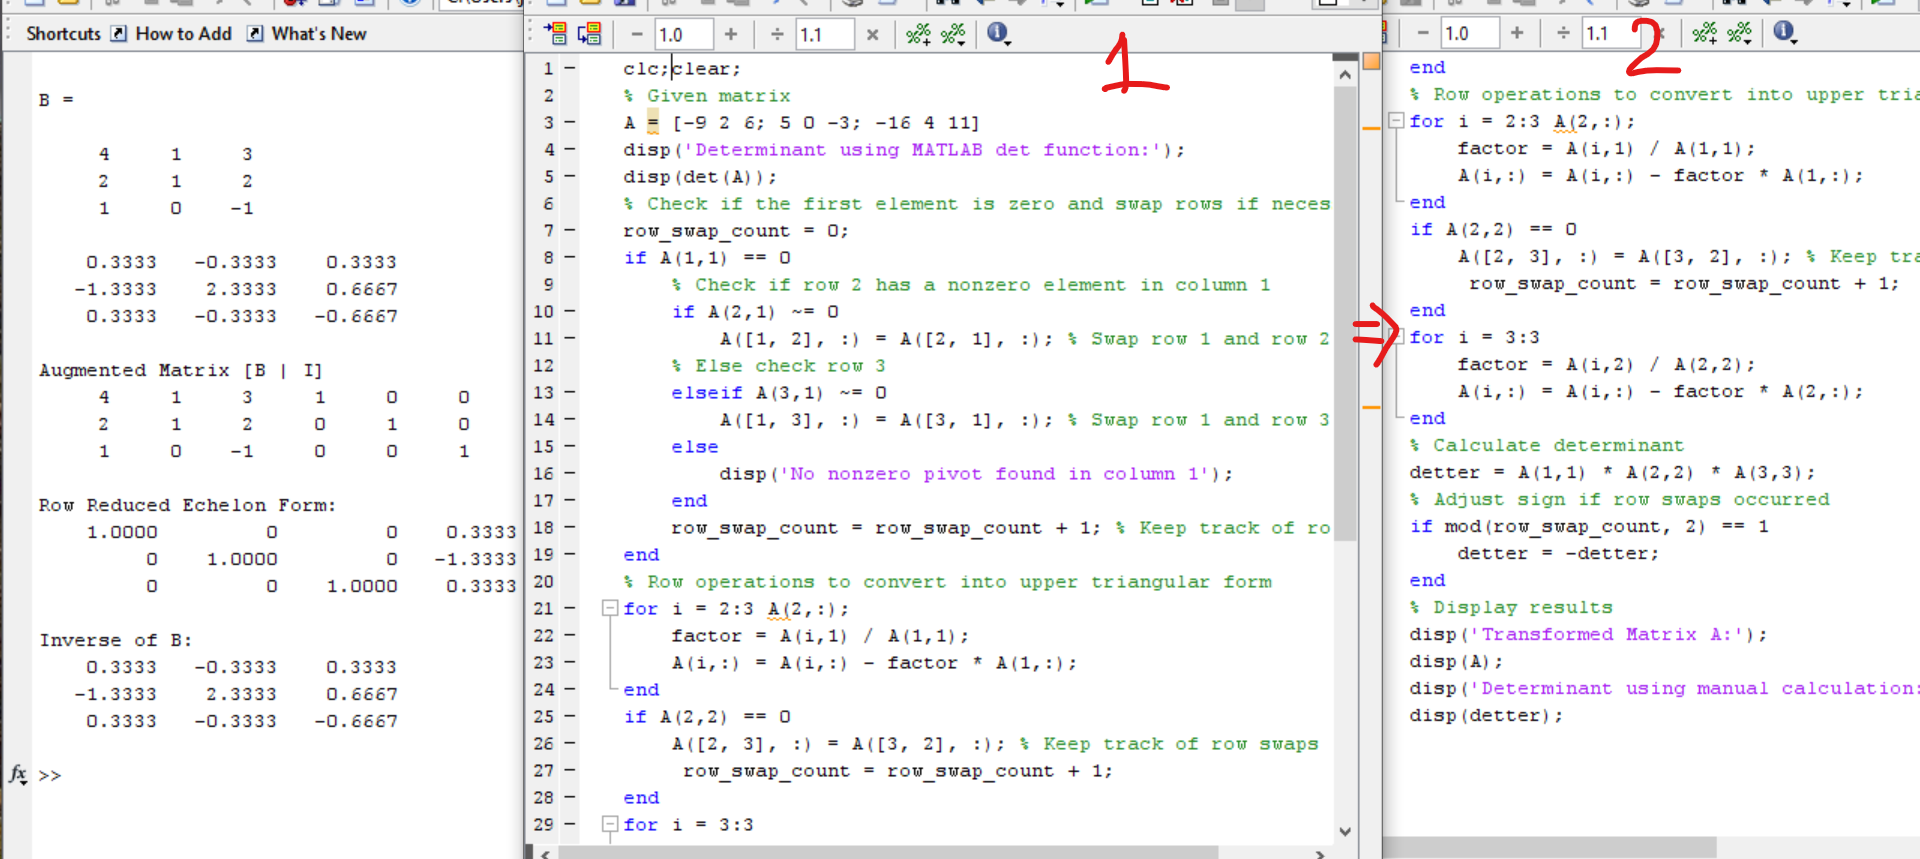 Shortcuts How to Add What's New
B =
4 1 3
2 1 2
1 0 -1
0.3333 -0.3333 0.3333
-1.3333 2.3333 0.6667
0.3333 -0.3333 -0.6667
Augmented Matrix [B | I]
4 1 3 1 0 0
2 1 2 0 1 0
1 0 -1 0 0 1
Row Reduced Echelon Form:
1.0000 0 0 0.3333
0 1.0000 0 -1.3333
0 0 1.0000 0.3333
Inverse of B:
0.3333 -0.3333 0.3333
-1.3333 2.3333 0.6667
0.3333 -0.3333 -0.6667
fx >>
- 1.0 + ÷ 1.1 ×
1
1 - clc;clear;
2 % Given matrix
3 - A = [-9 2 6; 5 0 -3; -16 4 11]
4 - disp('Determinant using MATLAB det function:');
5 - disp(det(A));
6 % Check if the first element is zero and swap rows if neces
7 - row_swap_count = 0;
8 - if A(1,1) == 0
9 % Check if row 2 has a nonzero element in column 1
10 - if A(2,1) ~= 0
11 - A([1, 2], :) = A([2, 1], :); % Swap row 1 and row 2
12 % Else check row 3
13 - elseif A(3,1) ~= 0
14 - A([1, 3], :) = A([3, 1], :); % Swap row 1 and row 3
15 - else
16 - disp('No nonzero pivot found in column 1');
17 - end
18 - row_swap_count = row_swap_count + 1; % Keep track of ro
19 - end
20 % Row operations to convert into upper triangular form
21 - for i = 2:3 A(2,:);
22 - factor = A(i,1) / A(1,1);
23 - A(i,:) = A(i,:) - factor * A(1,:);
24 - end
25 - if A(2,2) == 0
26 - A([2, 3], :) = A([3, 2], :); % Keep track of row swaps
27 - row_swap_count = row_swap_count + 1;
28 - end
29 - for i = 3:3
⇒
- 1.0 + ÷ 1.1 ×
2
end
% Row operations to convert into upper tria
for i = 2:3 A(2,:);
factor = A(i,1) / A(1,1);
A(i,:) = A(i,:) - factor * A(1,:);
end
if A(2,2) == 0
A([2, 3], :) = A([3, 2], :); % Keep tra
row_swap_count = row_swap_count + 1;
end
for i = 3:3
factor = A(i,2) / A(2,2);
A(i,:) = A(i,:) - factor * A(2,:);
end
% Calculate determinant
detter = A(1,1) * A(2,2) * A(3,3);
% Adjust sign if row swaps occurred
if mod(row_swap_count, 2) == 1
detter = -detter;
end
% Display results
disp('Transformed Matrix A:');
disp(A);
disp('Determinant using manual calculation:
disp(detter);